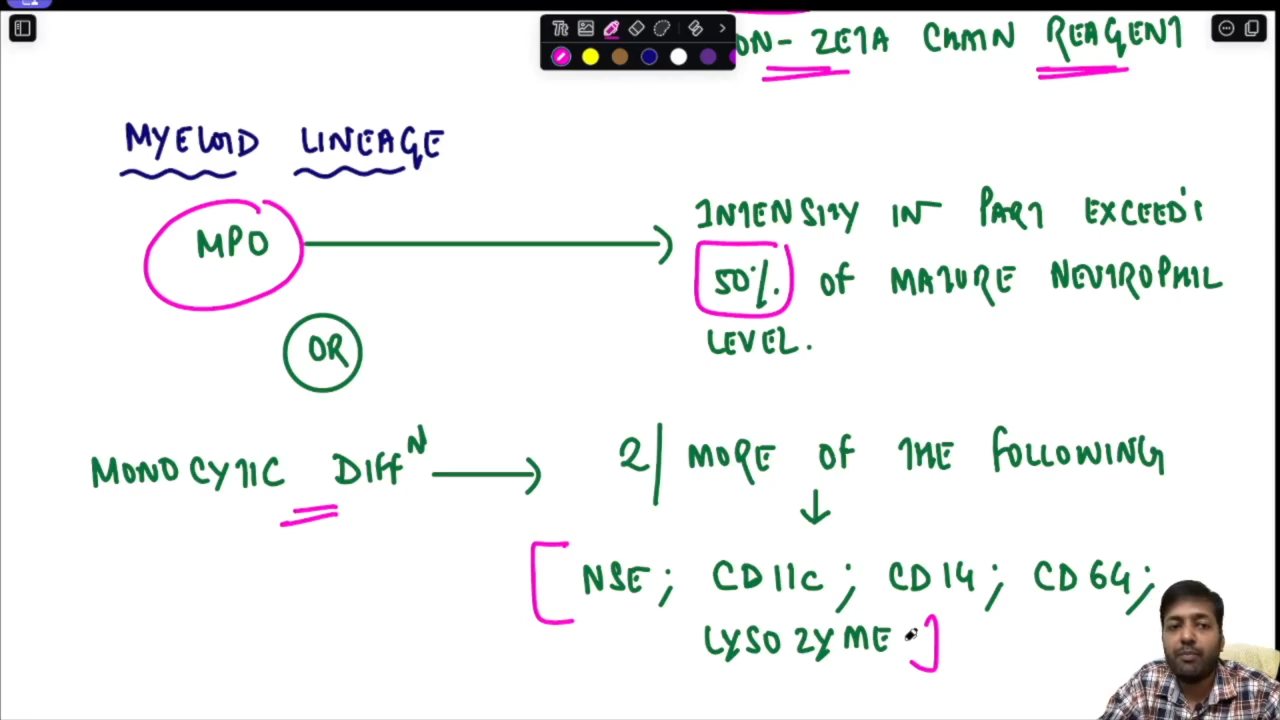 ON- ZETA CHAIN REAGENT
MYELOID LINEAGE
MPO
INTENSITY IN PART EXCEEDS
50% OF MATURE NEUTROPHIL
LEVEL.
OR
MONOCYTIC DIFFN
2/ MORE OF THE FOLLOWING
NSE; CD11c; CD14; CD64;
LYSOZYME